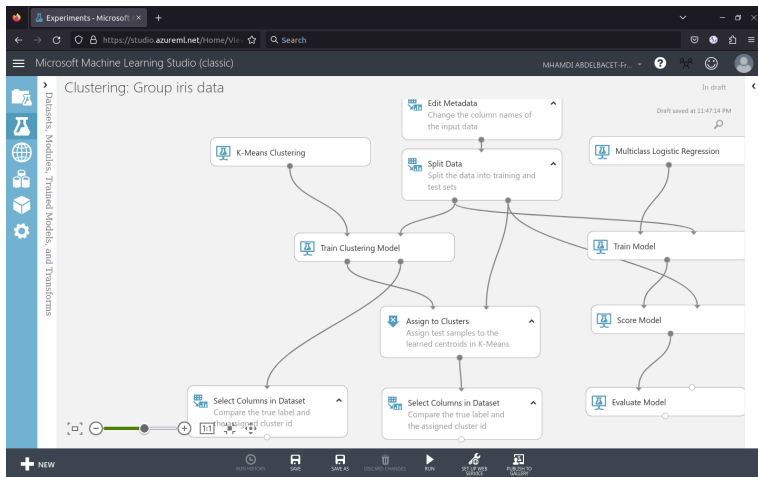 Experiments - Microsoft
https://studio.azureml.net/Home/Vie
Search
Microsoft Machine Learning Studio (classic)
MHAMDI ABDELBACET-Fr...
Datasets, Modules, Trained Models, and Transforms
Clustering: Group iris data
In draft
Draft saved at 11:47:14 PM
Edit Metadata
Change the column names of
the input data
K-Means Clustering
Split Data
Split the data into training and
test sets
Multiclass Logistic Regression
Train Clustering Model
Train Model
Assign to Clusters
Assign test samples to the
learned centroids in K-Means
Score Model
Select Columns in Dataset
Compare the true label and
the assigned cluster id
Select Columns in Dataset
Compare the true label and
the assigned cluster id
Evaluate Model
1:1
NEW
RUN HISTORY
SAVE
SAVE AS
DISCARD CHANGES
RUN
SET UP WEB
SERVICE
PUBLISH TO
GALLERY